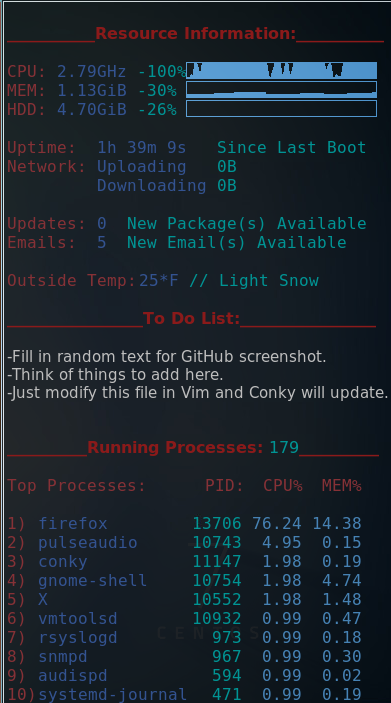 Resource Information:
CPU: 2.79GHz -100%
MEM: 1.13GiB -30%
HDD: 4.70GiB -26%
Uptime: 1h 39m 9s Since Last Boot
Network: Uploading 0B
Downloading 0B
Updates: 0 New Package(s) Available
Emails: 5 New Email(s) Available
Outside Temp: 25*F // Light Snow
To Do List:
-Fill in random text for GitHub screenshot.
-Think of things to add here.
-Just modify this file in Vim and Conky will update.
Running Processes: 179
Top Processes: PID: CPU% MEM%
1) firefox 13706 76.24 14.38
2) pulseaudio 10743 4.95 0.15
3) conky 11147 1.98 0.19
4) gnome-shell 10754 1.98 4.74
5) X 10552 1.98 1.48
6) vmtoolsd 10932 0.99 0.47
7) rsyslogd 973 0.99 0.18
CENTOS
8) snmpd 967 0.99 0.30
9) audispd 594 0.99 0.02
10)systemd-journal 471 0.99 0.19